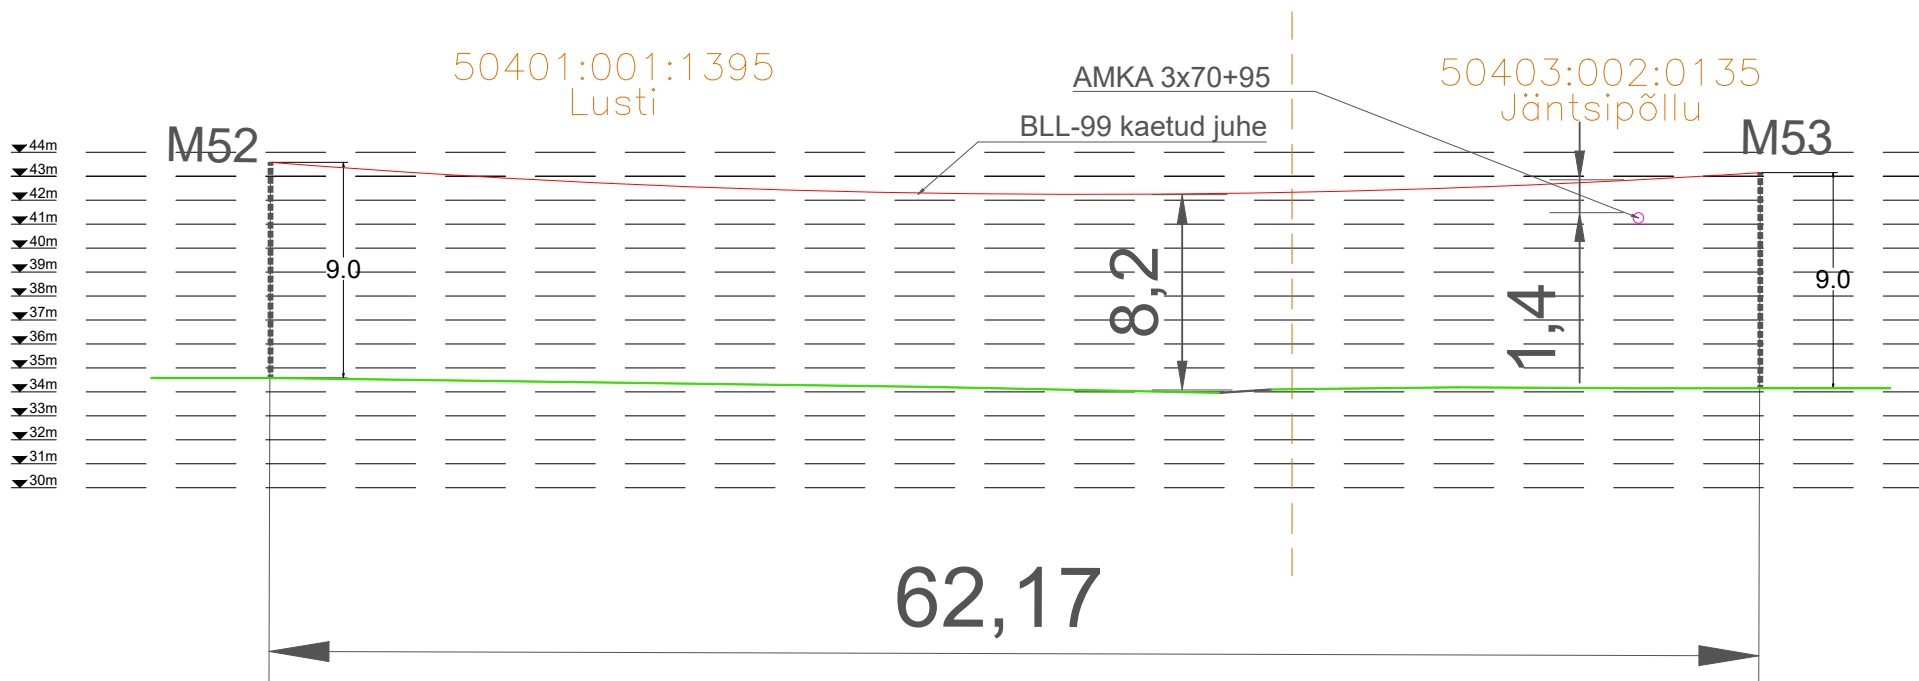 50401:001:1395
Lusti
AMKA 3x70+95
50403:002:0135
Jäntsipõllu
BLL-99 kaetud juhe
M52
M53
44m
43m
42m
41m
40m
39m
38m
37m
36m
35m
34m
33m
32m
31m
30m
9.0
8,2
1,4
9.0
62,17